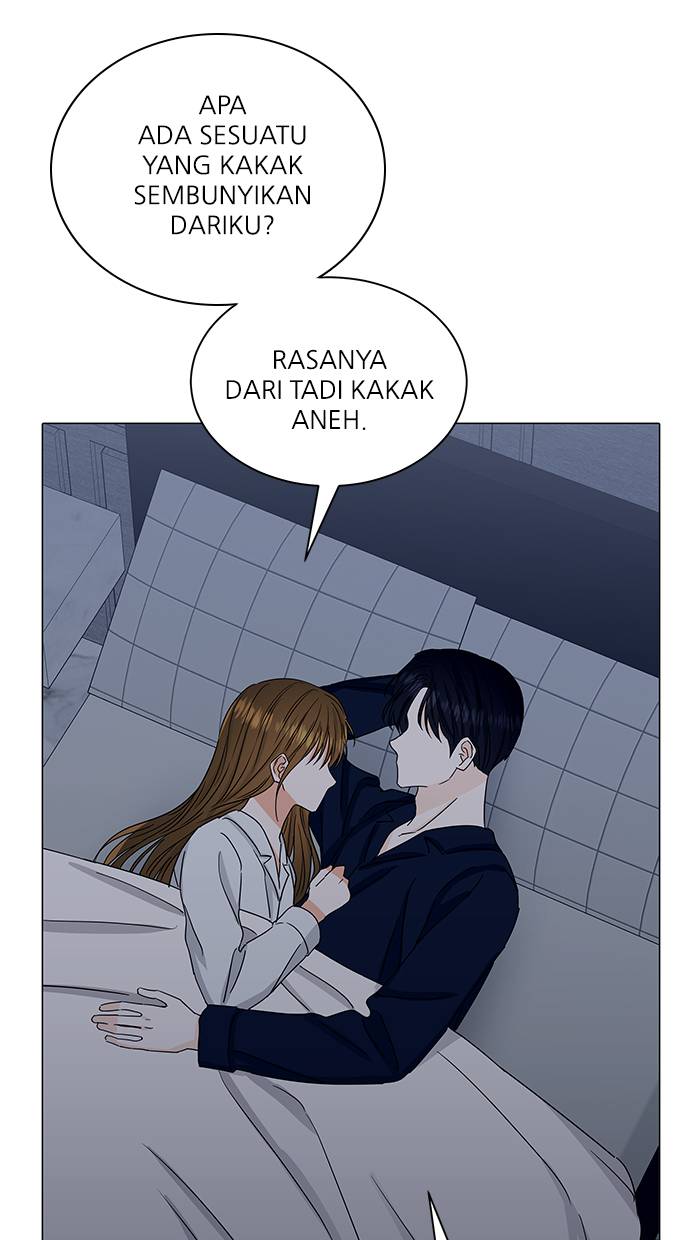 APA
ADA SESUATU
YANG KAKAK
SEMBUNYIKAN
DARIKU?
RASANYA
DARI TADI KAKAK
ANEH.